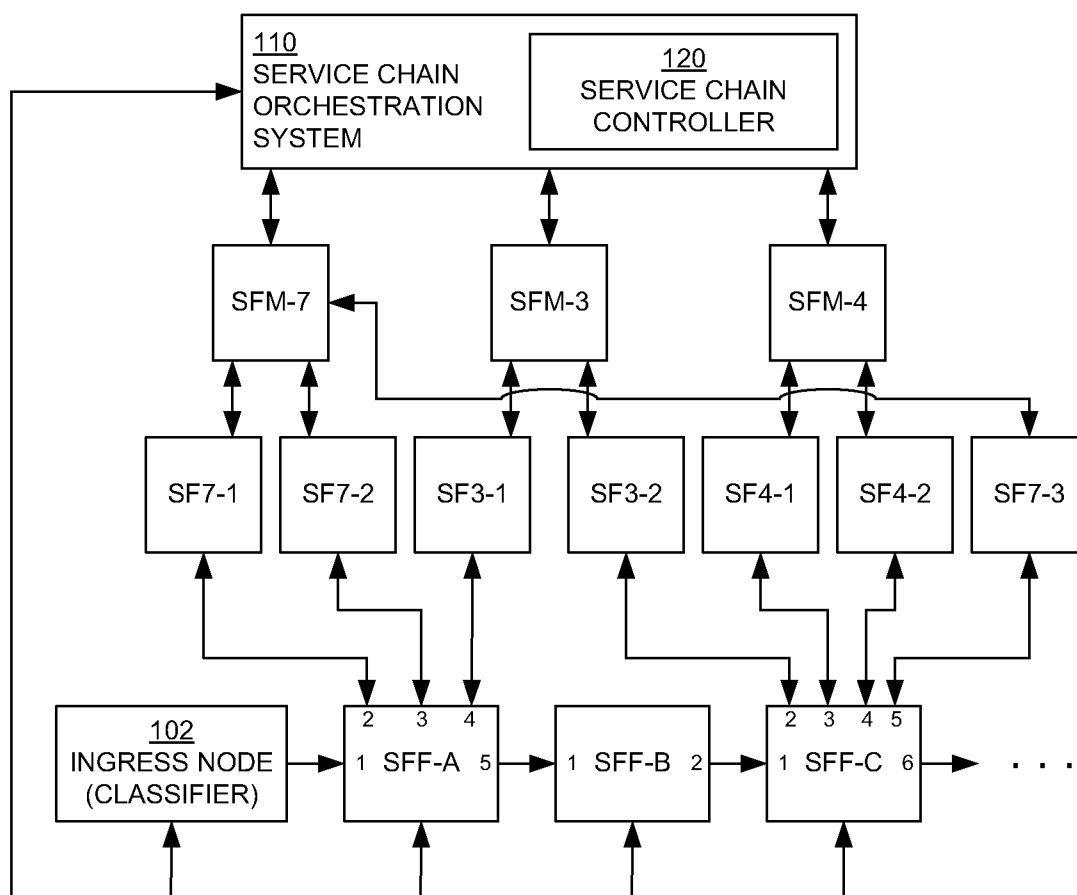 110
SERVICE CHAIN
ORCHESTRATION
SYSTEM
120
SERVICE CHAIN
CONTROLLER
SFM-7
SFM-3
SFM-4
SF7-1
SF7-2
SF3-1
SF3-2
SF4-1
SF4-2
SF7-3
102
INGRESS NODE
(CLASSIFIER)
2 3 4
1 SFF-A 5
1 SFF-B 2
2 3 4 5
1 SFF-C 6
. . .